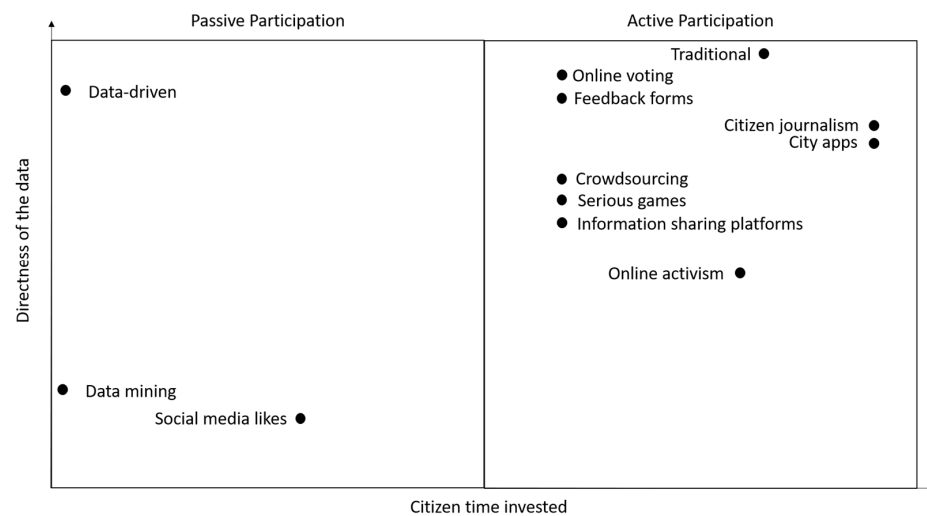 Passive Participation
Active Participation
Traditional
Online voting
Data-driven
Feedback forms
Citizen journalism
City apps
Crowdsourcing
Serious games
Information sharing platforms
Online activism
Directness of the data
Data mining
Social media likes
Citizen time invested